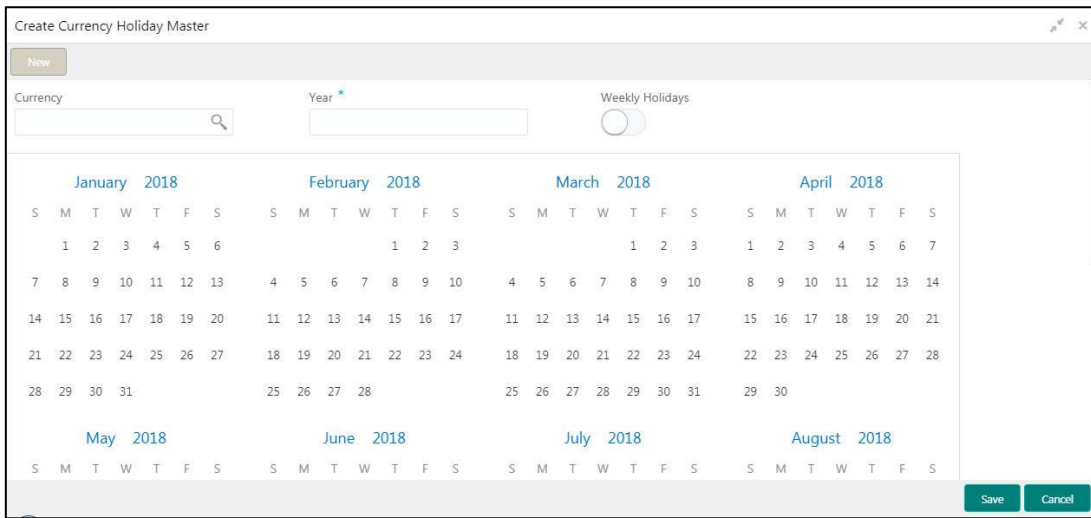 Create Currency Holiday Master
New
Currency Year * Weekly Holidays
January 2018 February 2018 March 2018 April 2018
S M T W T F S S M T W T F S S M T W T F S S M T W T F S
1 2 3 4 5 6 1 2 3 1 2 3 1 2 3 4 5 6 7
7 8 9 10 11 12 13 4 5 6 7 8 9 10 4 5 6 7 8 9 10 8 9 10 11 12 13 14
14 15 16 17 18 19 20 11 12 13 14 15 16 17 11 12 13 14 15 16 17 15 16 17 18 19 20 21
21 22 23 24 25 26 27 18 19 20 21 22 23 24 18 19 20 21 22 23 24 22 23 24 25 26 27 28
28 29 30 31 25 26 27 28 25 26 27 28 29 30 31 29 30
May 2018 June 2018 July 2018 August 2018
S M T W T F S S M T W T F S S M T W T F S S M T W T F S
Save Cancel